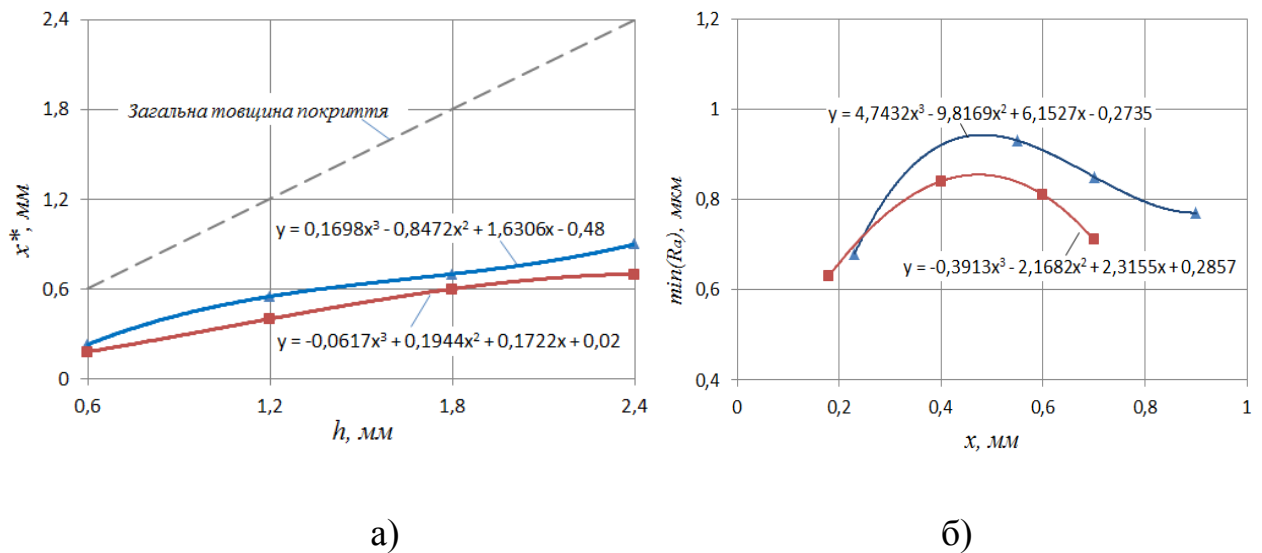 2,4
1,8
1,2
0,6
0
x*, мм
Загальна товщина покриття
y = 0,1698x³ - 0,8472x² + 1,6306x - 0,48
y = -0,0617x³ + 0,1944x² + 0,1722x + 0,02
0,6 1,2 1,8 2,4
h, мм
а)
1,2
1
0,8
0,6
0,4
min(Ra), мкм
y = 4,7432x³ - 9,8169x² + 6,1527x - 0,2735
y = -0,3913x³ - 2,1682x² + 2,3155x + 0,2857
0 0,2 0,4 0,6 0,8 1
x, мм
б)